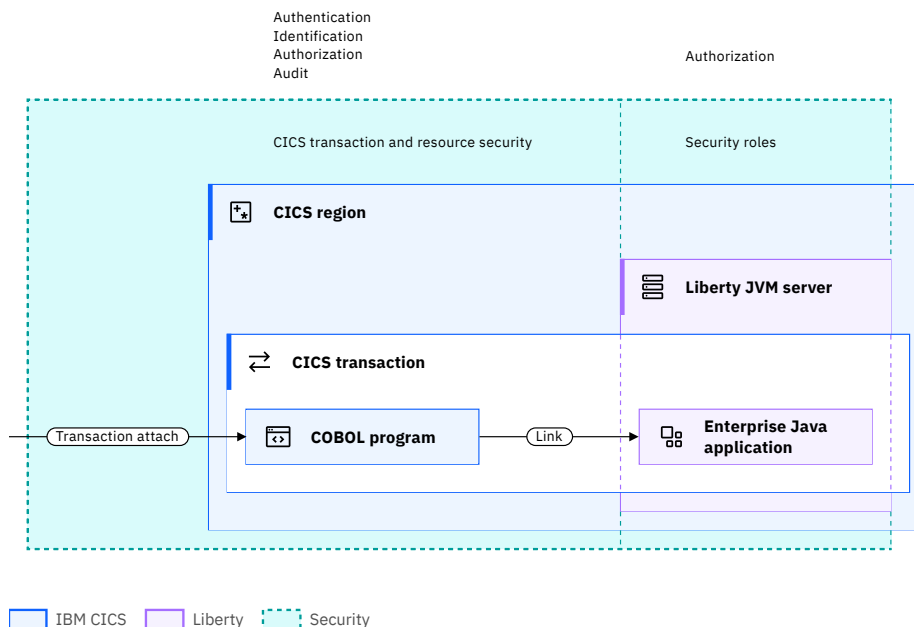 Authentication
Identification
Authorization
Audit
Authorization
CICS transaction and resource security
Security roles
CICS region
Liberty JVM server
CICS transaction
Transaction attach
COBOL program
Link
Enterprise Java
application
IBM CICS
Liberty
Security